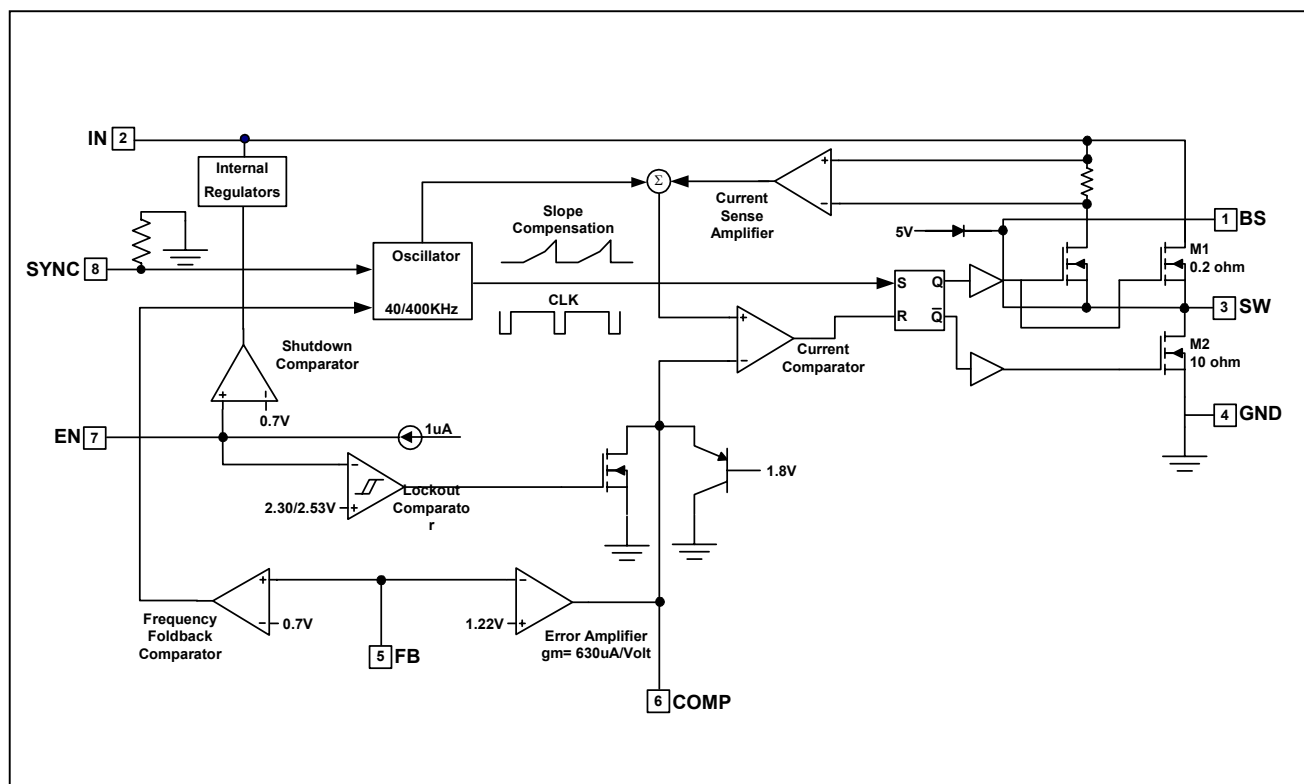 IN 2
Internal
Regulators
Σ
+
−
Current
Sense
Amplifier
1 BS
5V
Slope
Compensation
M1
0.2 ohm
SYNC 8
Oscillator
40/400KHz
CLK
S Q
R Q̅
3 SW
+
−
Current
Comparator
M2
10 ohm
Shutdown
Comparator
+ −
0.7V
4 GND
EN 7
1uA
−
+
2.30/2.53V
Lockout
Comparato
r
1.8V
+
−
0.7V
Frequency
Foldback
Comparator
5 FB
−
+
1.22V
Error Amplifier
gm= 630uA/Volt
6 COMP